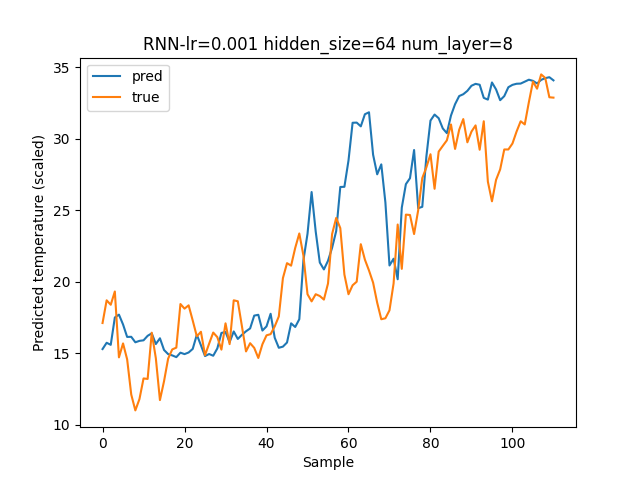 RNN-lr=0.001 hidden_size=64 num_layer=8
pred
true
Predicted temperature (scaled)
35
30
25
20
15
10
0 20 40 60 80 100
Sample